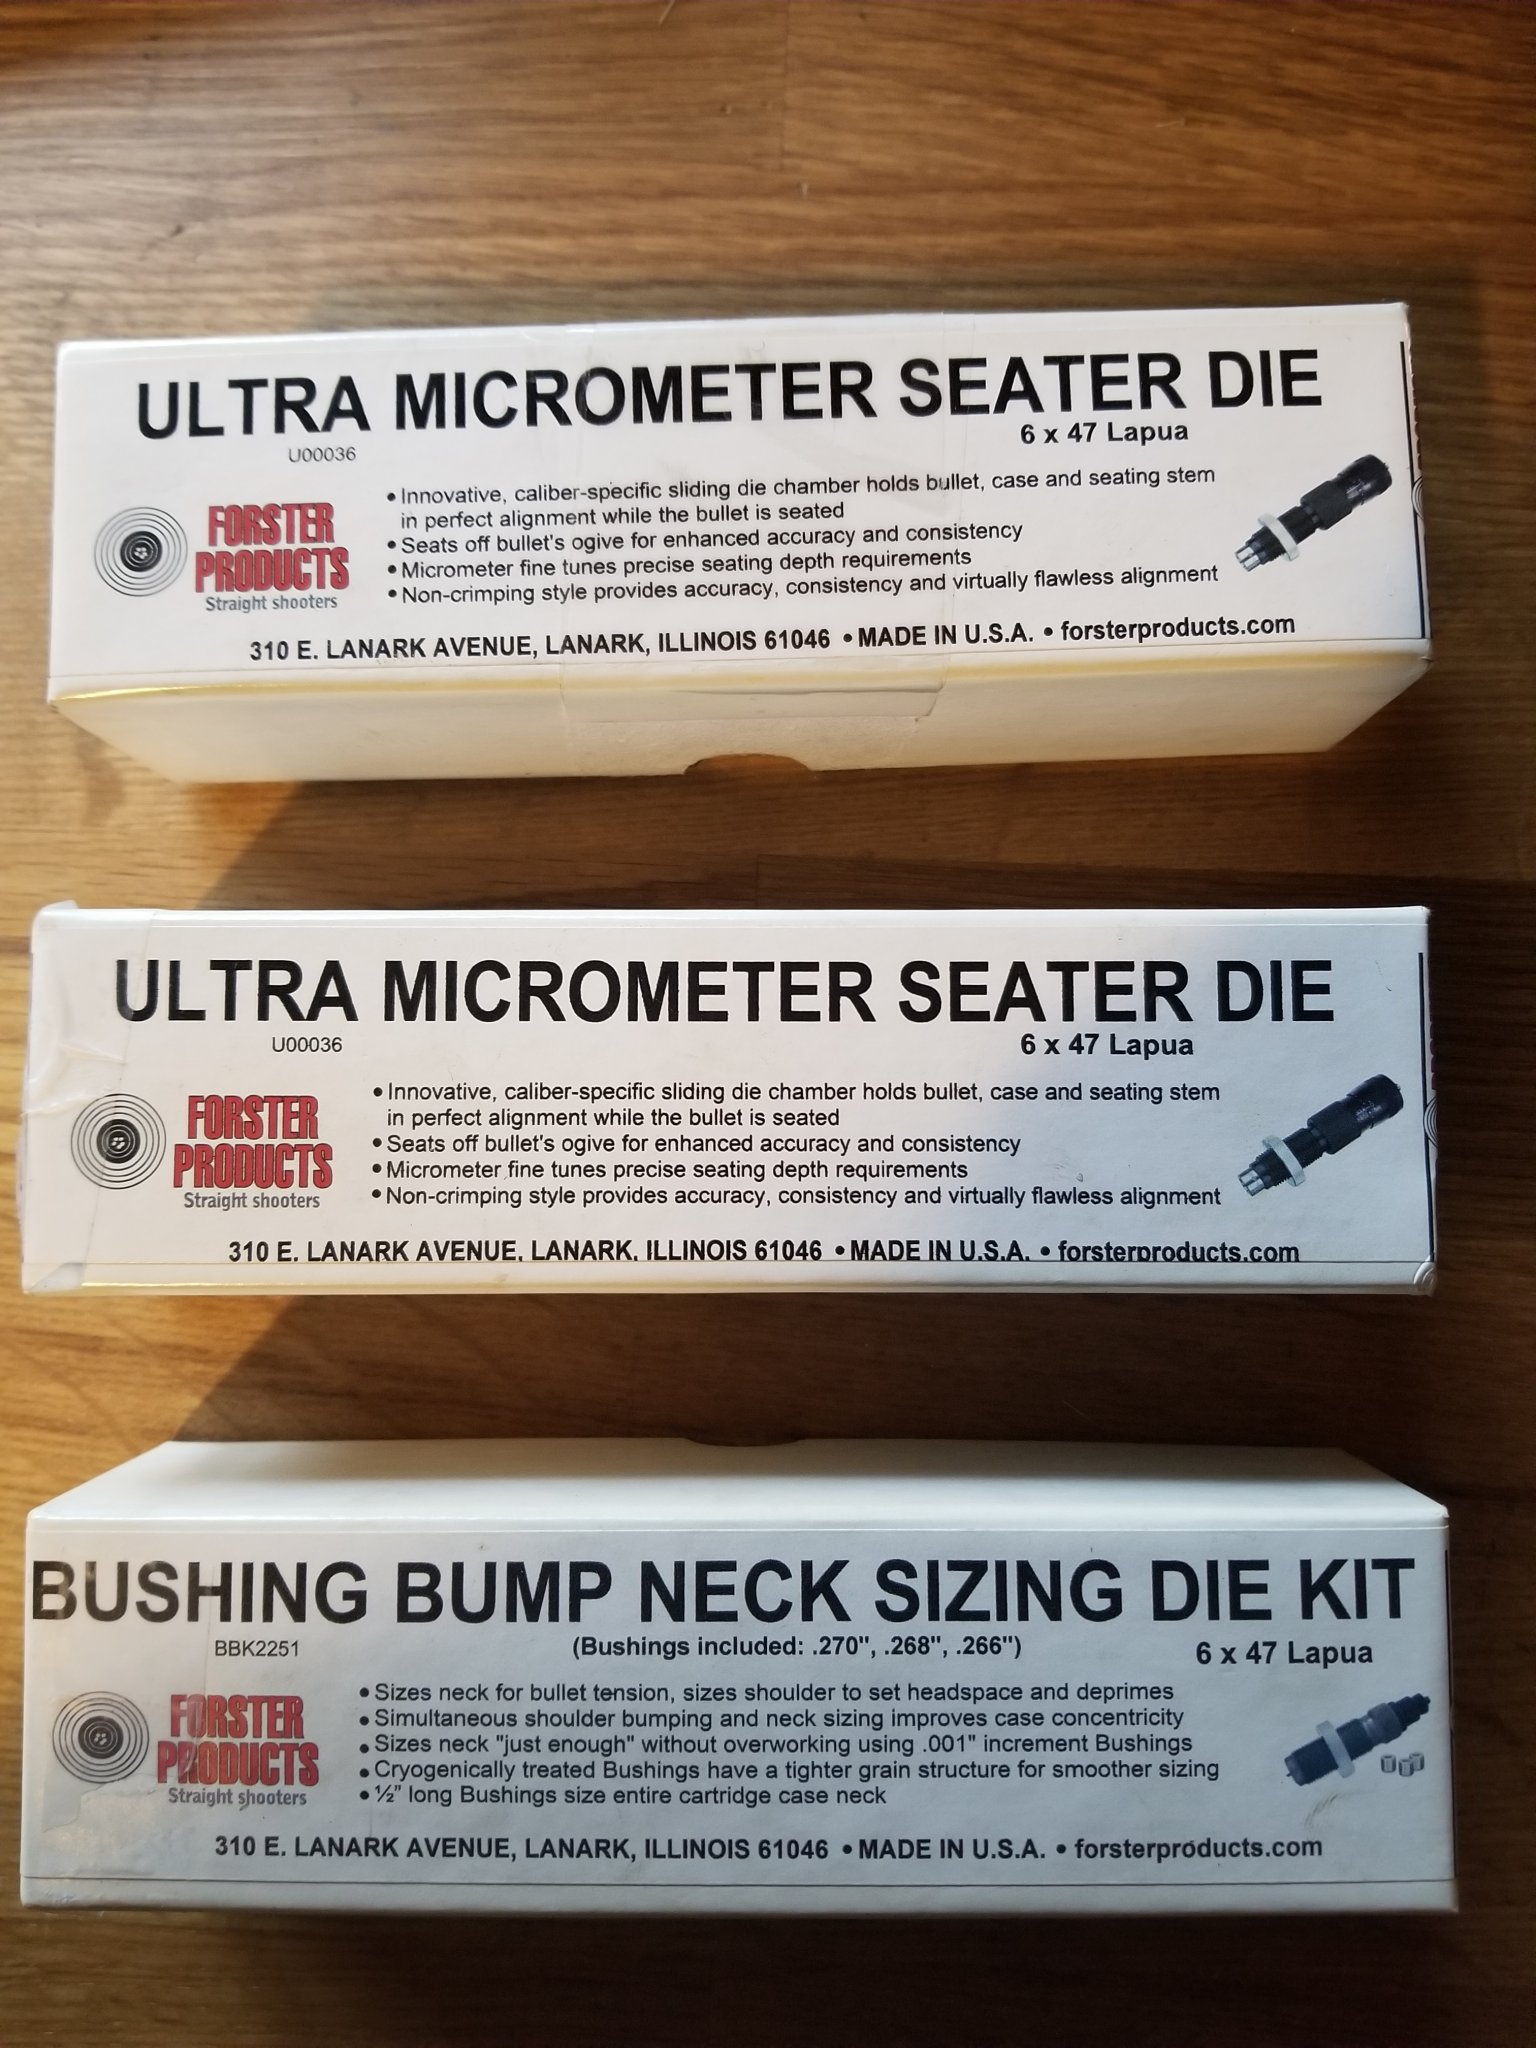 ULTRA MICROMETER SEATER DIE
6 x 47 Lapua
U00036
FORSTER
PRODUCTS
Straight shooters
• Innovative, caliber-specific sliding die chamber holds bullet, case and seating stem
in perfect alignment while the bullet is seated
• Seats off bullet's ogive for enhanced accuracy and consistency
• Micrometer fine tunes precise seating depth requirements
• Non-crimping style provides accuracy, consistency and virtually flawless alignment
310 E. LANARK AVENUE, LANARK, ILLINOIS 61046 • MADE IN U.S.A. • forsterproducts.com
ULTRA MICROMETER SEATER DIE
U00036
6 x 47 Lapua
FORSTER
PRODUCTS
Straight shooters
• Innovative, caliber-specific sliding die chamber holds bullet, case and seating stem
in perfect alignment while the bullet is seated
• Seats off bullet's ogive for enhanced accuracy and consistency
• Micrometer fine tunes precise seating depth requirements
• Non-crimping style provides accuracy, consistency and virtually flawless alignment
310 E. LANARK AVENUE, LANARK, ILLINOIS 61046 • MADE IN U.S.A. • forsterproducts.com
BUSHING BUMP NECK SIZING DIE KIT
BBK2251
(Bushings included: .270", .268", .266")
6 x 47 Lapua
FORSTER
PRODUCTS
Straight shooters
• Sizes neck for bullet tension, sizes shoulder to set headspace and deprimes
• Simultaneous shoulder bumping and neck sizing improves case concentricity
• Sizes neck "just enough" without overworking using .001" increment Bushings
• Cryogenically treated Bushings have a tighter grain structure for smoother sizing
• ½" long Bushings size entire cartridge case neck
310 E. LANARK AVENUE, LANARK, ILLINOIS 61046 • MADE IN U.S.A. • forsterproducts.com